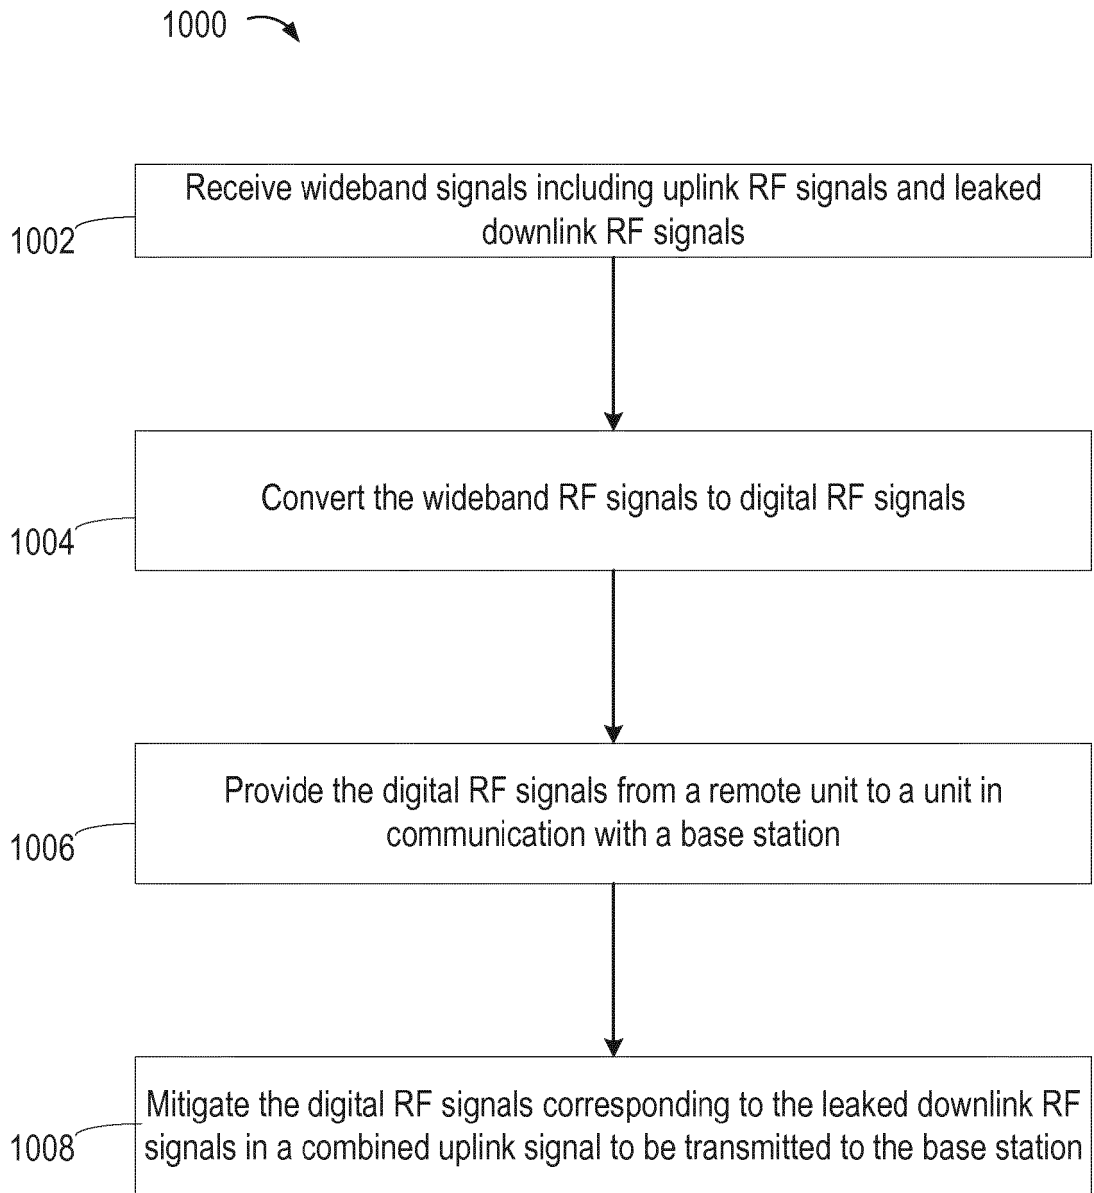 1000
Receive wideband signals including uplink RF signals and leaked
downlink RF signals
1002
Convert the wideband RF signals to digital RF signals
1004
Provide the digital RF signals from a remote unit to a unit in
communication with a base station
1006
Mitigate the digital RF signals corresponding to the leaked downlink RF
signals in a combined uplink signal to be transmitted to the base station
1008